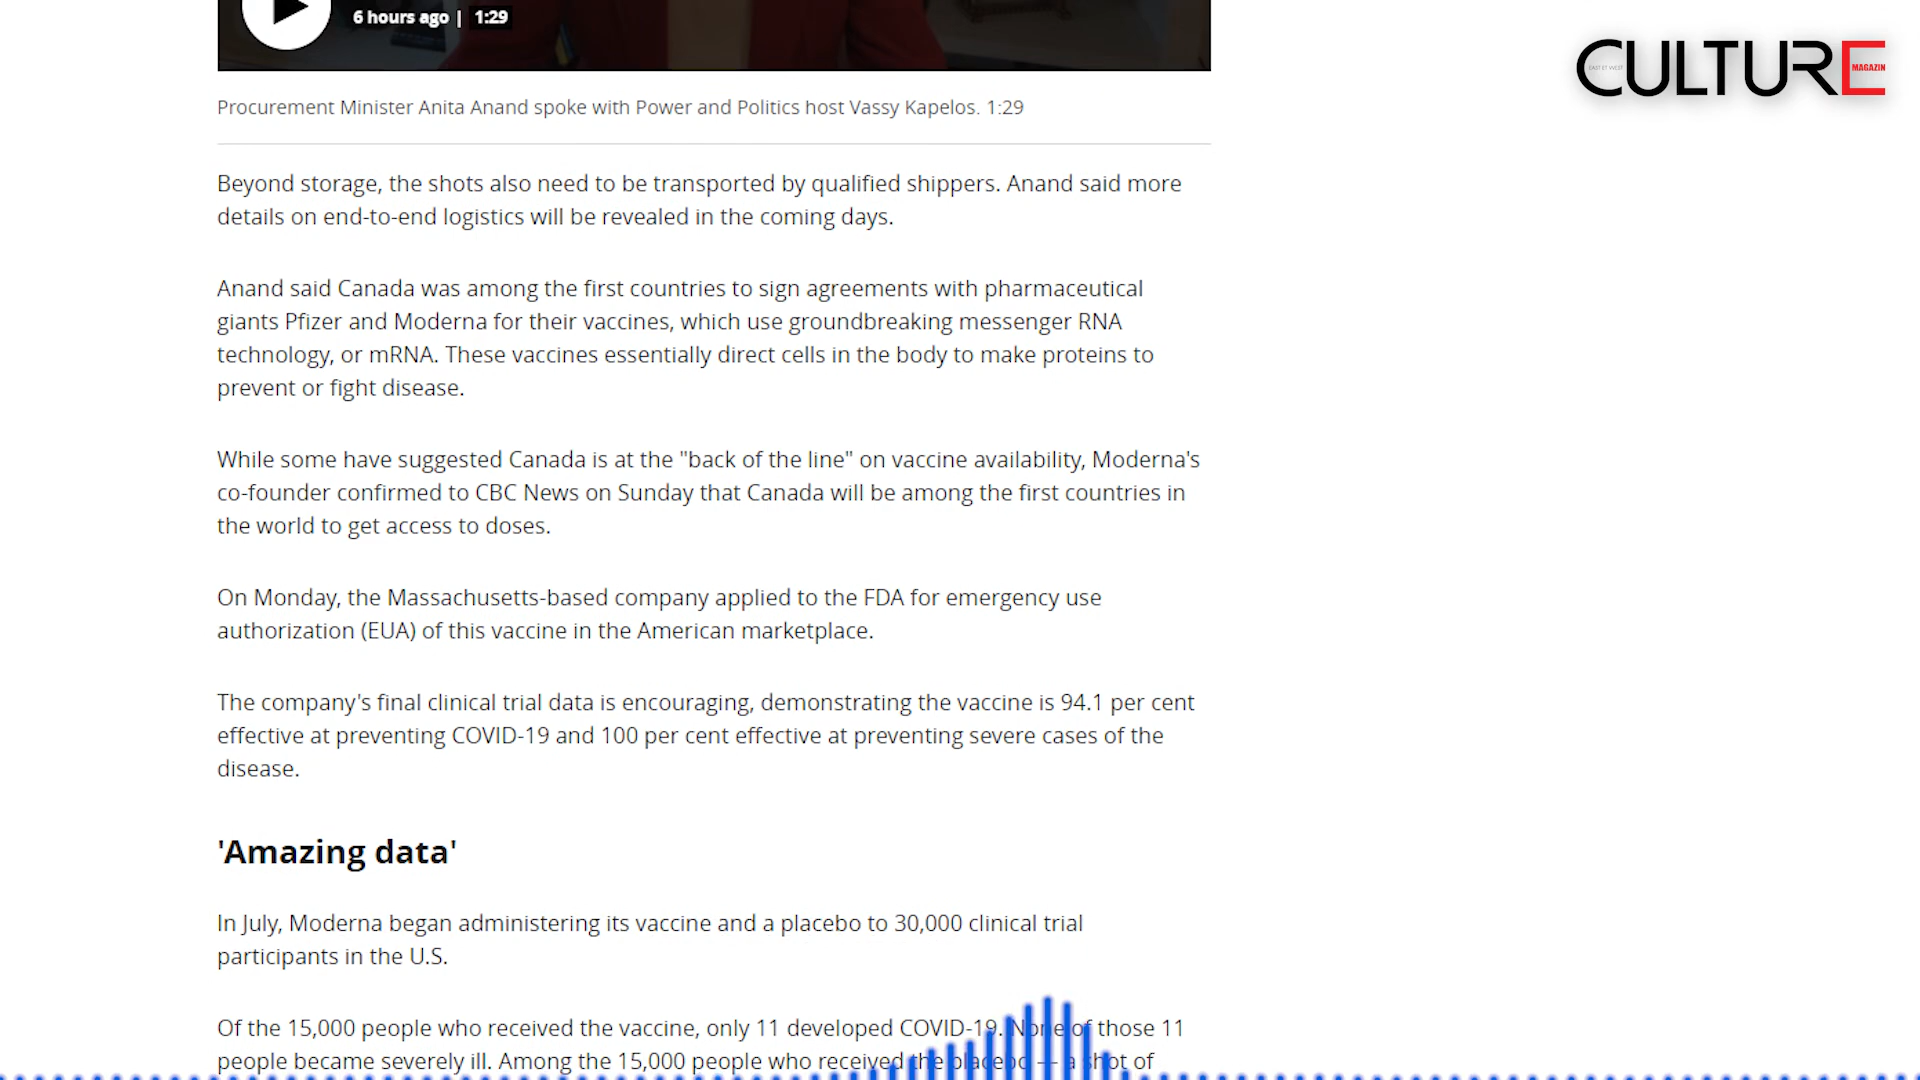 6 hours ago | 1:29
CULTURE
EAST ET WEST
MAGAZIN
Procurement Minister Anita Anand spoke with Power and Politics host Vassy Kapelos. 1:29
Beyond storage, the shots also need to be transported by qualified shippers. Anand said more
details on end-to-end logistics will be revealed in the coming days.
Anand said Canada was among the first countries to sign agreements with pharmaceutical
giants Pfizer and Moderna for their vaccines, which use groundbreaking messenger RNA
technology, or mRNA. These vaccines essentially direct cells in the body to make proteins to
prevent or fight disease.
While some have suggested Canada is at the "back of the line" on vaccine availability, Moderna's
co-founder confirmed to CBC News on Sunday that Canada will be among the first countries in
the world to get access to doses.
On Monday, the Massachusetts-based company applied to the FDA for emergency use
authorization (EUA) of this vaccine in the American marketplace.
The company's final clinical trial data is encouraging, demonstrating the vaccine is 94.1 per cent
effective at preventing COVID-19 and 100 per cent effective at preventing severe cases of the
disease.
'Amazing data'
In July, Moderna began administering its vaccine and a placebo to 30,000 clinical trial
participants in the U.S.
Of the 15,000 people who received the vaccine, only 11 developed COVID-19. None of those 11
people became severely ill. Among the 15,000 people who received the placebo — a shot of